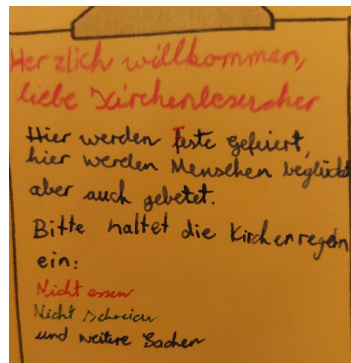 Herzlich willkommen,
liebe Kirchenbesucher
Hier werden Feste gefeiert,
hier werden Menschen beglückt
aber auch gebetet.
Bitte haltet die Kirchenregeln
ein:
Nicht essen
Nicht schreien
und weitere Sachen